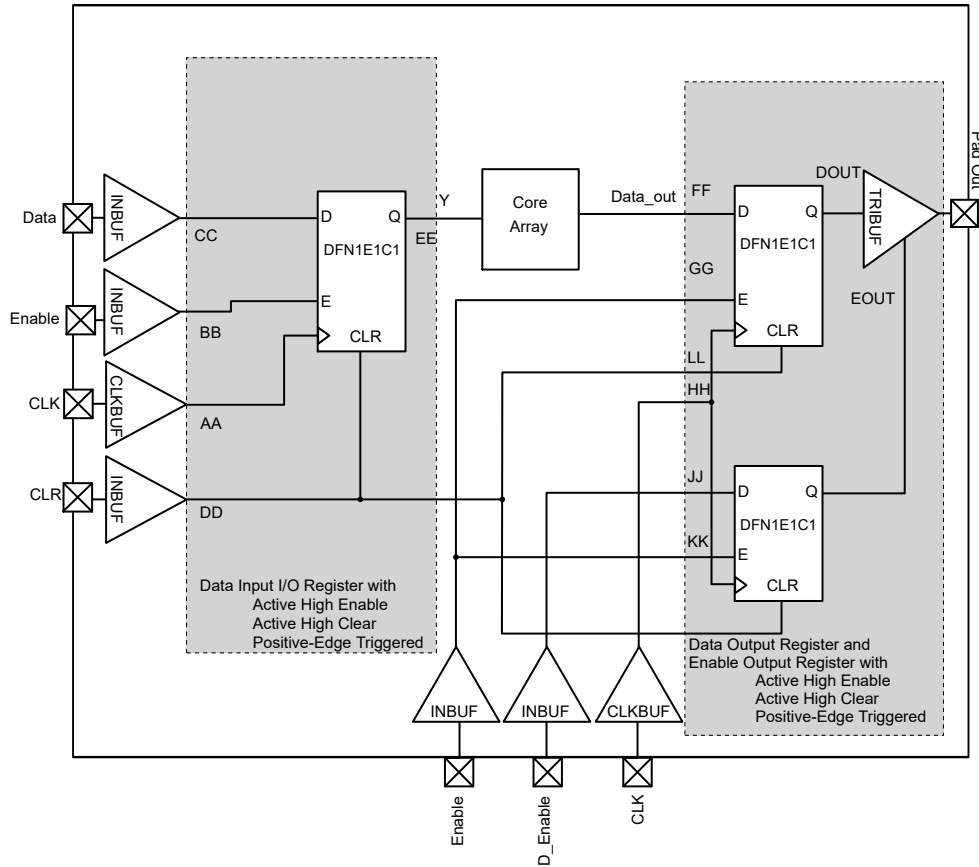 Pad Out
DOUT
TRIBUF
EOUT
Data
INBUF
CC
D
Q
DFN1E1C1
E
CLR
Y
EE
Core
Array
Data_out
FF
D
Q
DFN1E1C1
GG
E
CLR
Enable
INBUF
BB
CLK
CLKBUF
AA
LL
HH
CLR
INBUF
DD
JJ
D
Q
DFN1E1C1
KK
E
CLR
Data Input I/O Register with
Active High Enable
Active High Clear
Positive-Edge Triggered
Data Output Register and
Enable Output Register with
Active High Enable
Active High Clear
Positive-Edge Triggered
INBUF
INBUF
CLKBUF
Enable
D_Enable
CLK